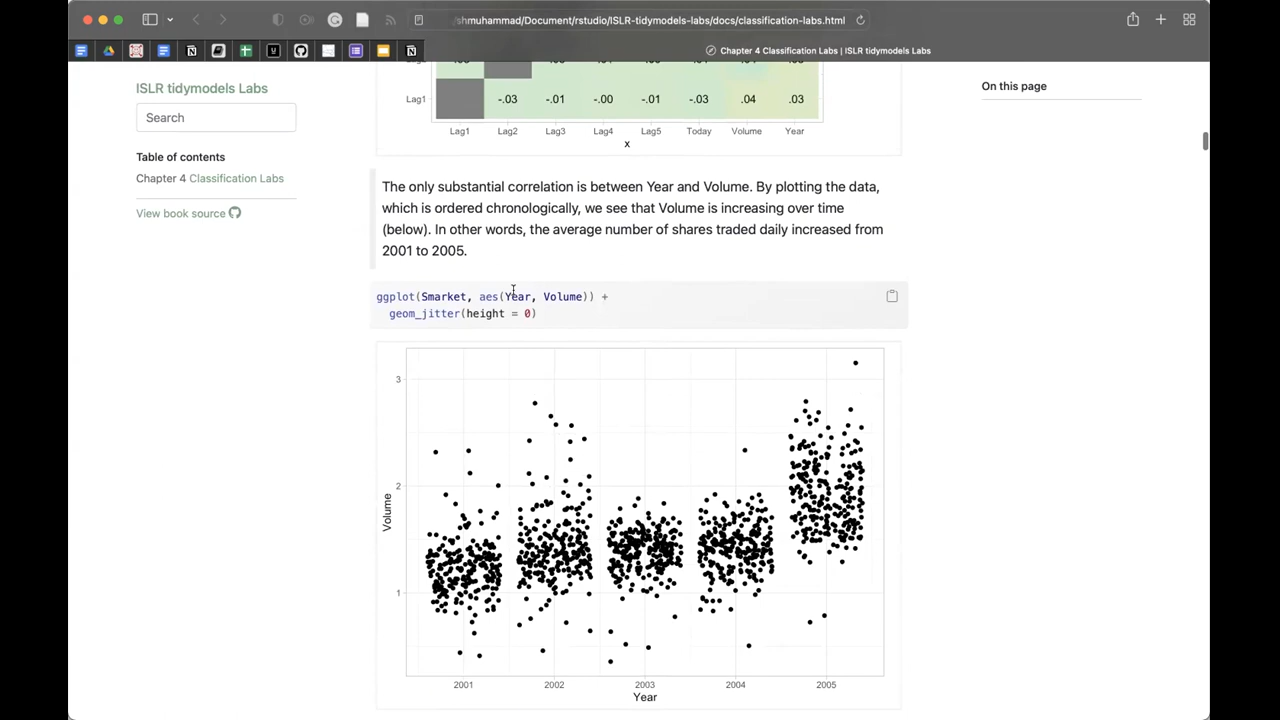 shmuhammad/Document/rstudio/ISLR-tidymodels-labs/docs/classification-labs.html
Chapter 4 Classification Labs | ISLR tidymodels Labs
ISLR tidymodels Labs
Search
Table of contents
Chapter 4 Classification Labs
View book source
On this page
Lag1 -.03 -.01 -.00 -.01 -.03 .04 .03
Lag1 Lag2 Lag3 Lag4 Lag5 Today Volume Year
x
The only substantial correlation is between Year and Volume. By plotting the data,
which is ordered chronologically, we see that Volume is increasing over time
(below). In other words, the average number of shares traded daily increased from
2001 to 2005.
ggplot(Smarket, aes(Year, Volume)) +
geom_jitter(height = 0)
3
2
1
Volume
2001 2002 2003 2004 2005
Year